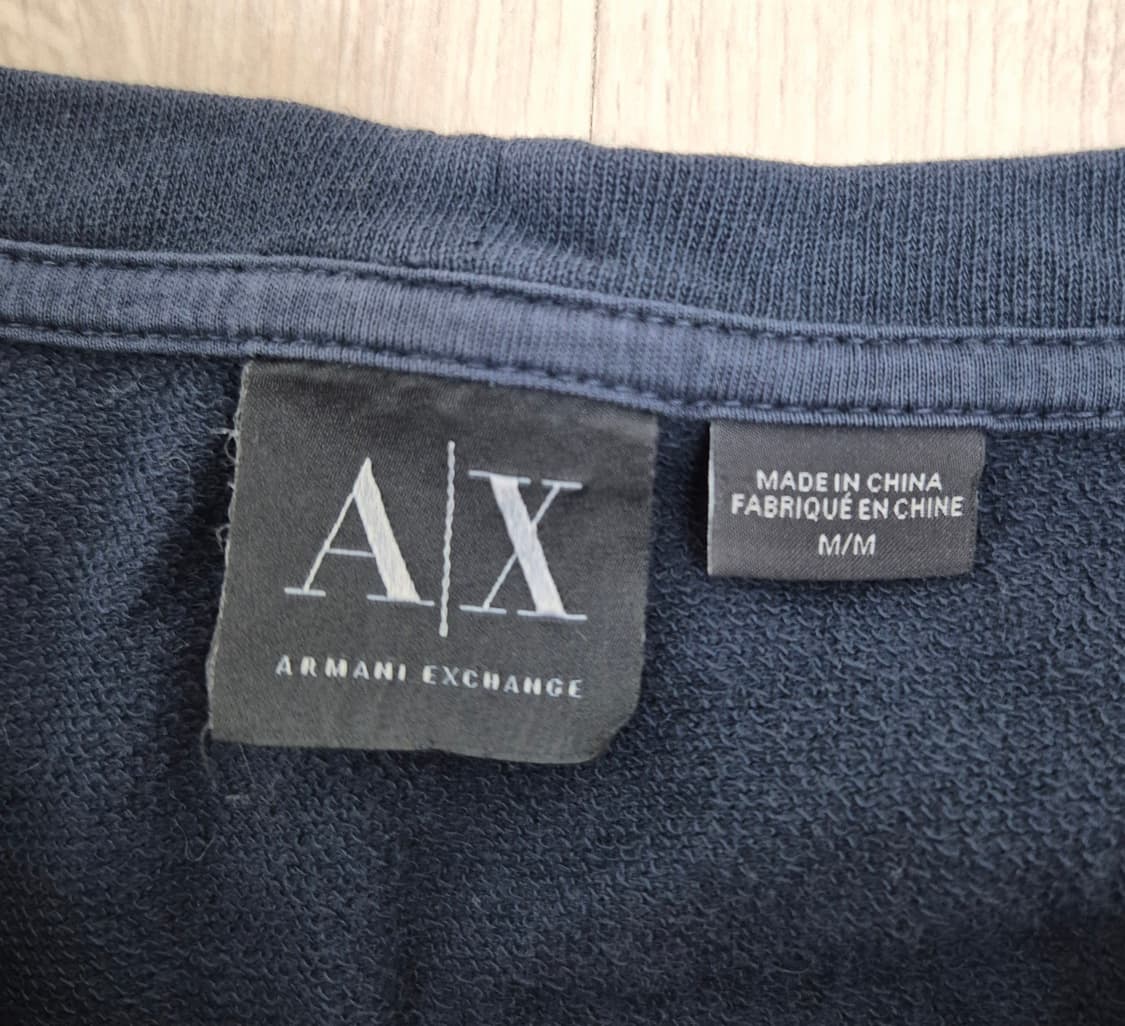 A|X
ARMANI EXCHANGE
MADE IN CHINA
FABRIQUÉ EN CHINE
M/M